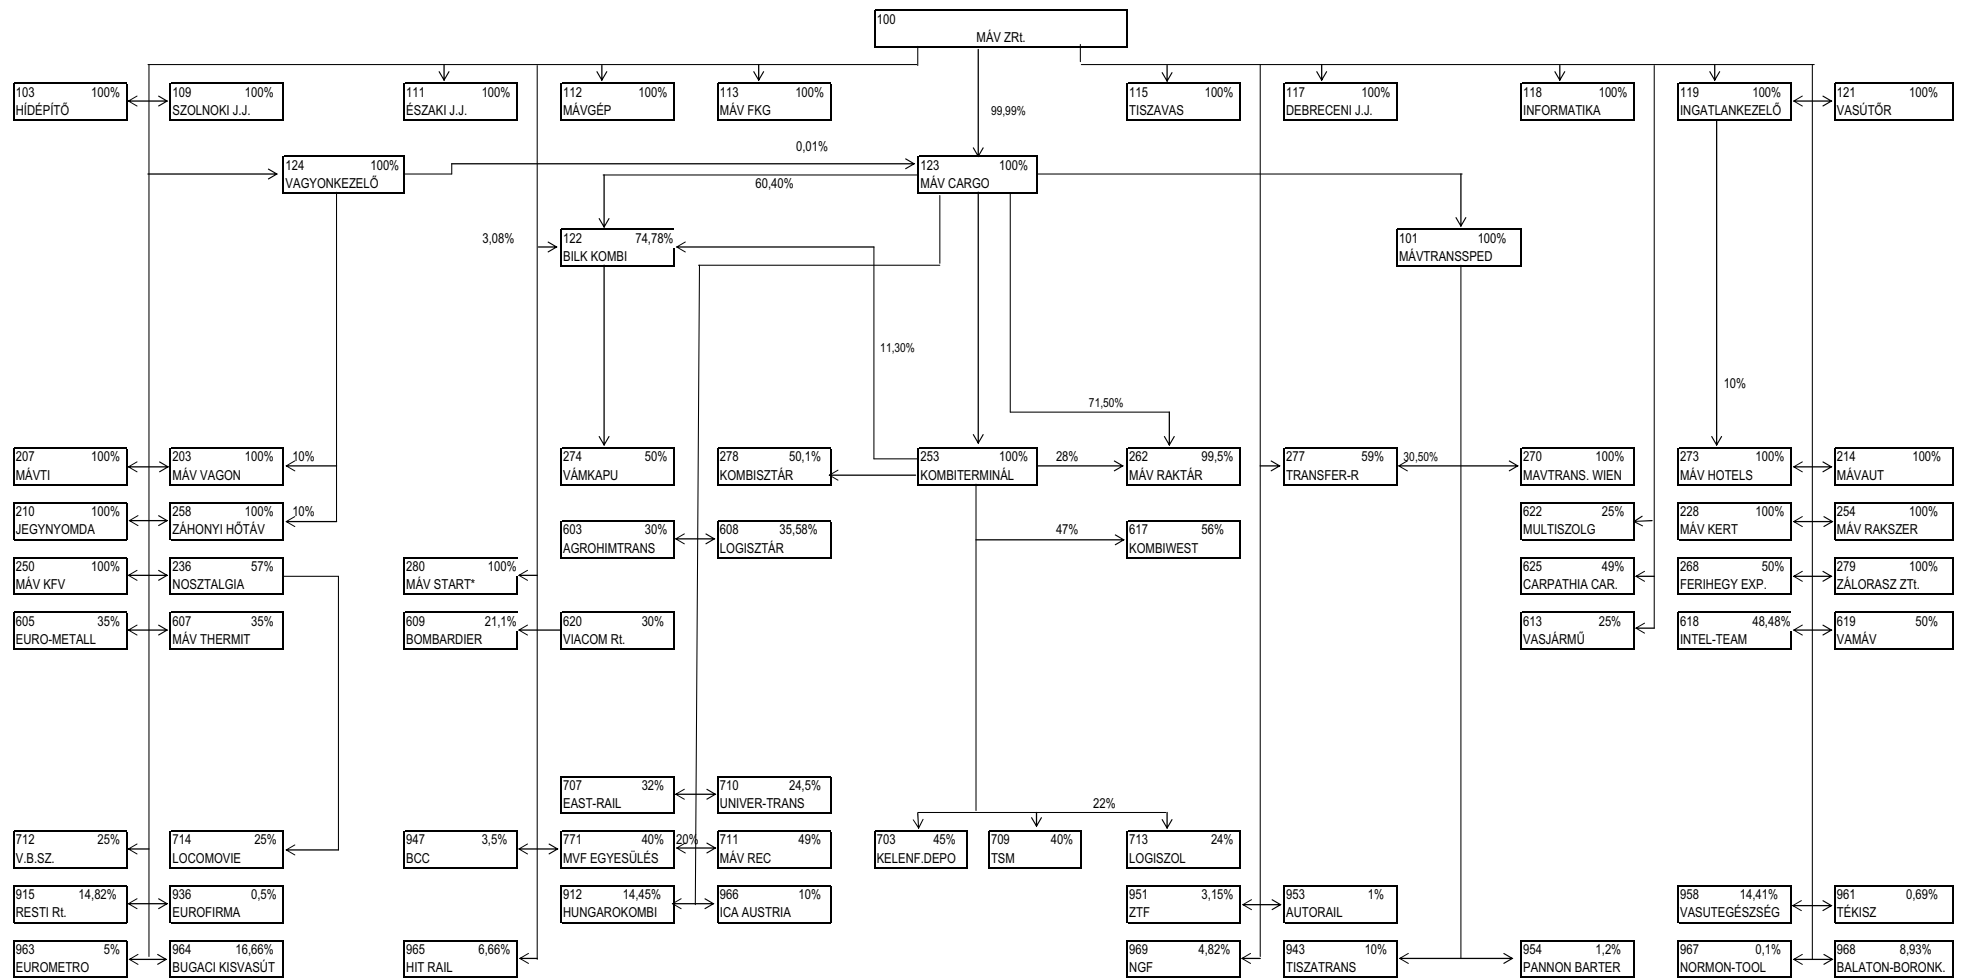 100
MÁV ZRt.
103 100%
HÍDÉPÍTŐ
109 100%
SZOLNOKI J.J.
111 100%
ÉSZAKI J.J.
112 100%
MÁVGÉP
113 100%
MÁV FKG
99,99%
115 100%
TISZAVAS
117 100%
DEBRECENI J.J.
118 100%
INFORMATIKA
119 100%
INGATLANKEZELŐ
121 100%
VASÚTŐR
0,01%
124 100%
VAGYONKEZELŐ
60,40%
123 100%
MÁV CARGO
3,08%
122 74,78%
BILK KOMBI
101 100%
MÁVTRANSSPED
11,30%
10%
71,50%
207 100%
MÁVTI
203 100%
MÁV VAGON
10%
274 50%
VÁMKAPU
278 50,1%
KOMBISZTÁR
253 100%
KOMBITERMINÁL
28%
262 99,5%
MÁV RAKTÁR
277 59%
TRANSFER-R
30,50%
270 100%
MAVTRANS. WIEN
273 100%
MÁV HOTELS
214 100%
MÁVAUT
210 100%
JEGYNYOMDA
258 100%
ZÁHONYI HŐTÁV
10%
603 30%
AGROHIMTRANS
608 35,58%
LOGISZTÁR
47%
617 56%
KOMBIWEST
622 25%
MULTISZOLG
228 100%
MÁV KERT
254 100%
MÁV RAKSZER
250 100%
MÁV KFV
236 57%
NOSZTALGIA
280 100%
MÁV START*
625 49%
CARPATHIA CAR.
268 50%
FERIHEGY EXP.
279 100%
ZÁLORASZ ZTt.
605 35%
EURO-METALL
607 35%
MÁV THERMIT
609 21,1%
BOMBARDIER
620 30%
VIACOM Rt.
613 25%
VASJÁRMŰ
618 48,48%
INTEL-TEAM
619 50%
VAMÁV
707 32%
EAST-RAIL
710 24,5%
UNIVER-TRANS
22%
712 25%
V.B.SZ.
714 25%
LOCOMOVIE
947 3,5%
BCC
771 40%
MVF EGYESÜLÉS
20%
711 49%
MÁV REC
703 45%
KELENF.DEPO
709 40%
TSM
713 24%
LOGISZOL
915 14,82%
RESTI Rt.
936 0,5%
EUROFIRMA
912 14,45%
HUNGAROKOMBI
966 10%
ICA AUSTRIA
951 3,15%
ZTF
953 1%
AUTORAIL
958 14,41%
VASUTEGÉSZSÉG
961 0,69%
TÉKISZ
963 5%
EUROMETRO
964 16,66%
BUGACI KISVASÚT
965 6,66%
HIT RAIL
969 4,82%
NGF
943 10%
TISZATRANS
954 1,2%
PANNON BARTER
967 0,1%
NORMON-TOOL
968 8,93%
BALATON-BORONK.